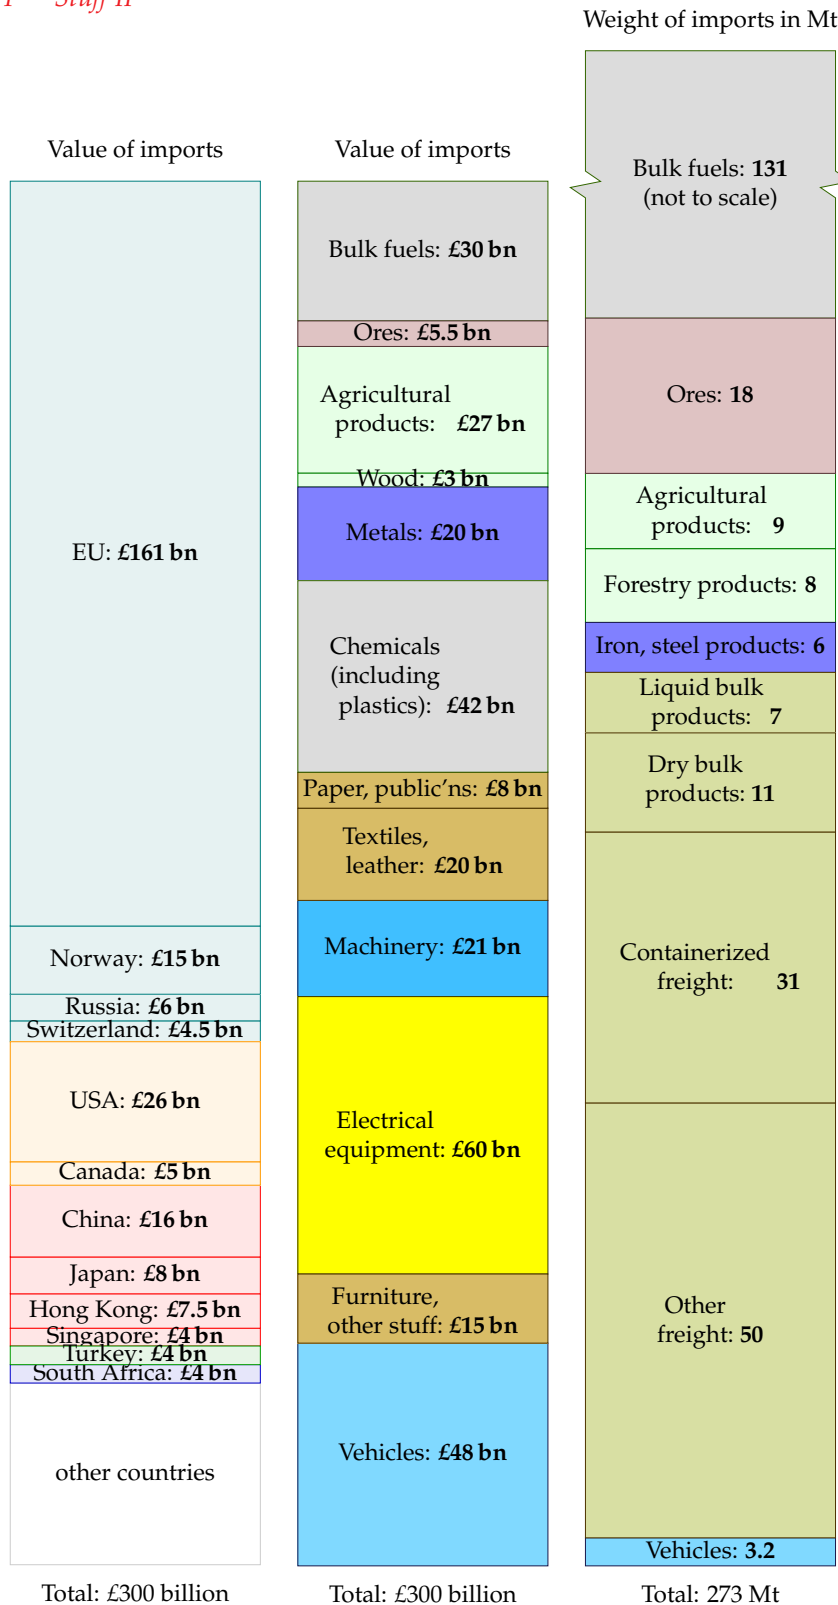 Stuff II
Value of imports
EU: £161 bn
Norway: £15 bn
Russia: £6 bn
Switzerland: £4.5 bn
USA: £26 bn
Canada: £5 bn
China: £16 bn
Japan: £8 bn
Hong Kong: £7.5 bn
Singapore: £4 bn
Turkey: £4 bn
South Africa: £4 bn
other countries
Total: £300 billion
Value of imports
Bulk fuels: £30 bn
Ores: £5.5 bn
Agricultural
products: £27 bn
Wood: £3 bn
Metals: £20 bn
Chemicals
(including
plastics): £42 bn
Paper, public'ns: £8 bn
Textiles,
leather: £20 bn
Machinery: £21 bn
Electrical
equipment: £60 bn
Furniture,
other stuff: £15 bn
Vehicles: £48 bn
Total: £300 billion
Weight of imports in Mt
Bulk fuels: 131
(not to scale)
Ores: 18
Agricultural
products: 9
Forestry products: 8
Iron, steel products: 6
Liquid bulk
products: 7
Dry bulk
products: 11
Containerized
freight: 31
Other
freight: 50
Vehicles: 3.2
Total: 273 Mt